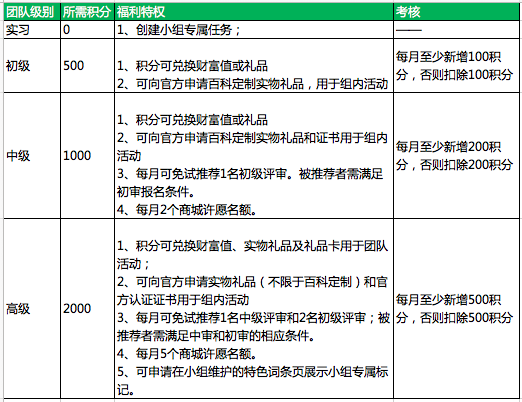 团队级别 所需积分 福利特权 考核
实习 0 1、创建小组专属任务； ——
初级 500 1、积分可兑换财富值或礼品
2、可向官方申请百科定制实物礼品，用于组内活动
每月至少新增100积
分，否则扣除100积分
中级 1000 1、积分可兑换财富值或礼品
2、可向官方申请百科定制实物礼品和证书用于组内
活动
3、每月可免试推荐1名初级评审。被推荐者需满足
初审报名条件。
4、每月2个商城许愿名额。
每月至少新增200积
分，否则扣除200积分
高级 2000 1、积分可兑换财富值、实物礼品及礼品卡用于团队
活动；
2、可向官方申请实物礼品（不限于百科定制）和官
方认证证书用于组内活动
3、每月可免试推荐1名中级评审和2名初级评审；被
推荐者需满足中审和初审的相应条件。
4、每月5个商城许愿名额。
5、可申请在小组维护的特色词条页展示小组专属标
记。
每月至少新增500积
分，否则扣除500积分